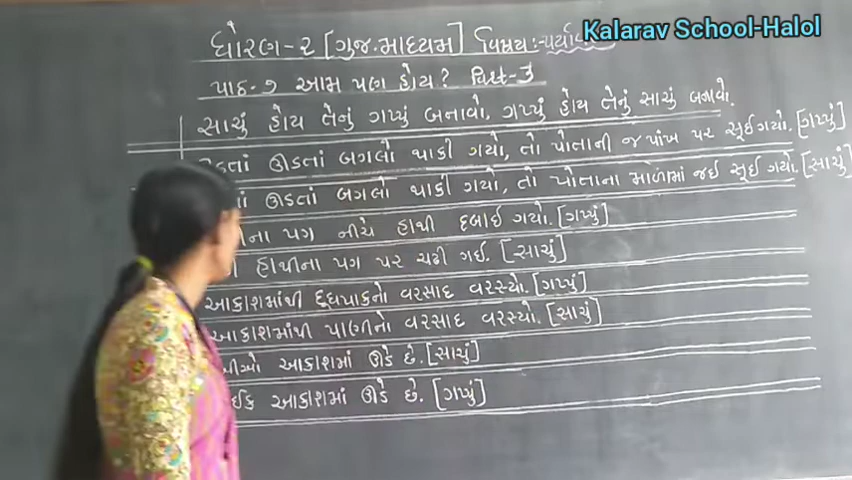 Kalarav School-Halol
ધોરણ-૨ [ગુજ.માધ્યમ] વિષય:-
પાઠ-૭ આમ પણ હોય?
સાચું હોય તેનું ગપ્પું બનાવો, ગપ્પું હોય તેનું સાચું બનાવો.
ઊડતાં બગલો થાકી ગયો, તો પોતાની જ પાંખ પર સૂઈ ગયો. [ગપ્પું]
ઊડતાં બગલો થાકી ગયો, તો પોતાના માળામાં જઈ સૂઈ ગયો. [સાચું]
પગ નીચે હાથી દબાઈ ગયો. [ગપ્પું]
હાથીના પગ પર ચઢી ગઈ. [સાચું]
આકાશમાંથી દૂધપાકનો વરસાદ વરસ્યો. [ગપ્પું]
આકાશમાંથી પાણીનો વરસાદ વરસ્યો. [સાચું]
આકાશમાં ઊડે છે. [સાચું]
આકાશમાં ઊડે છે. [ગપ્પું]